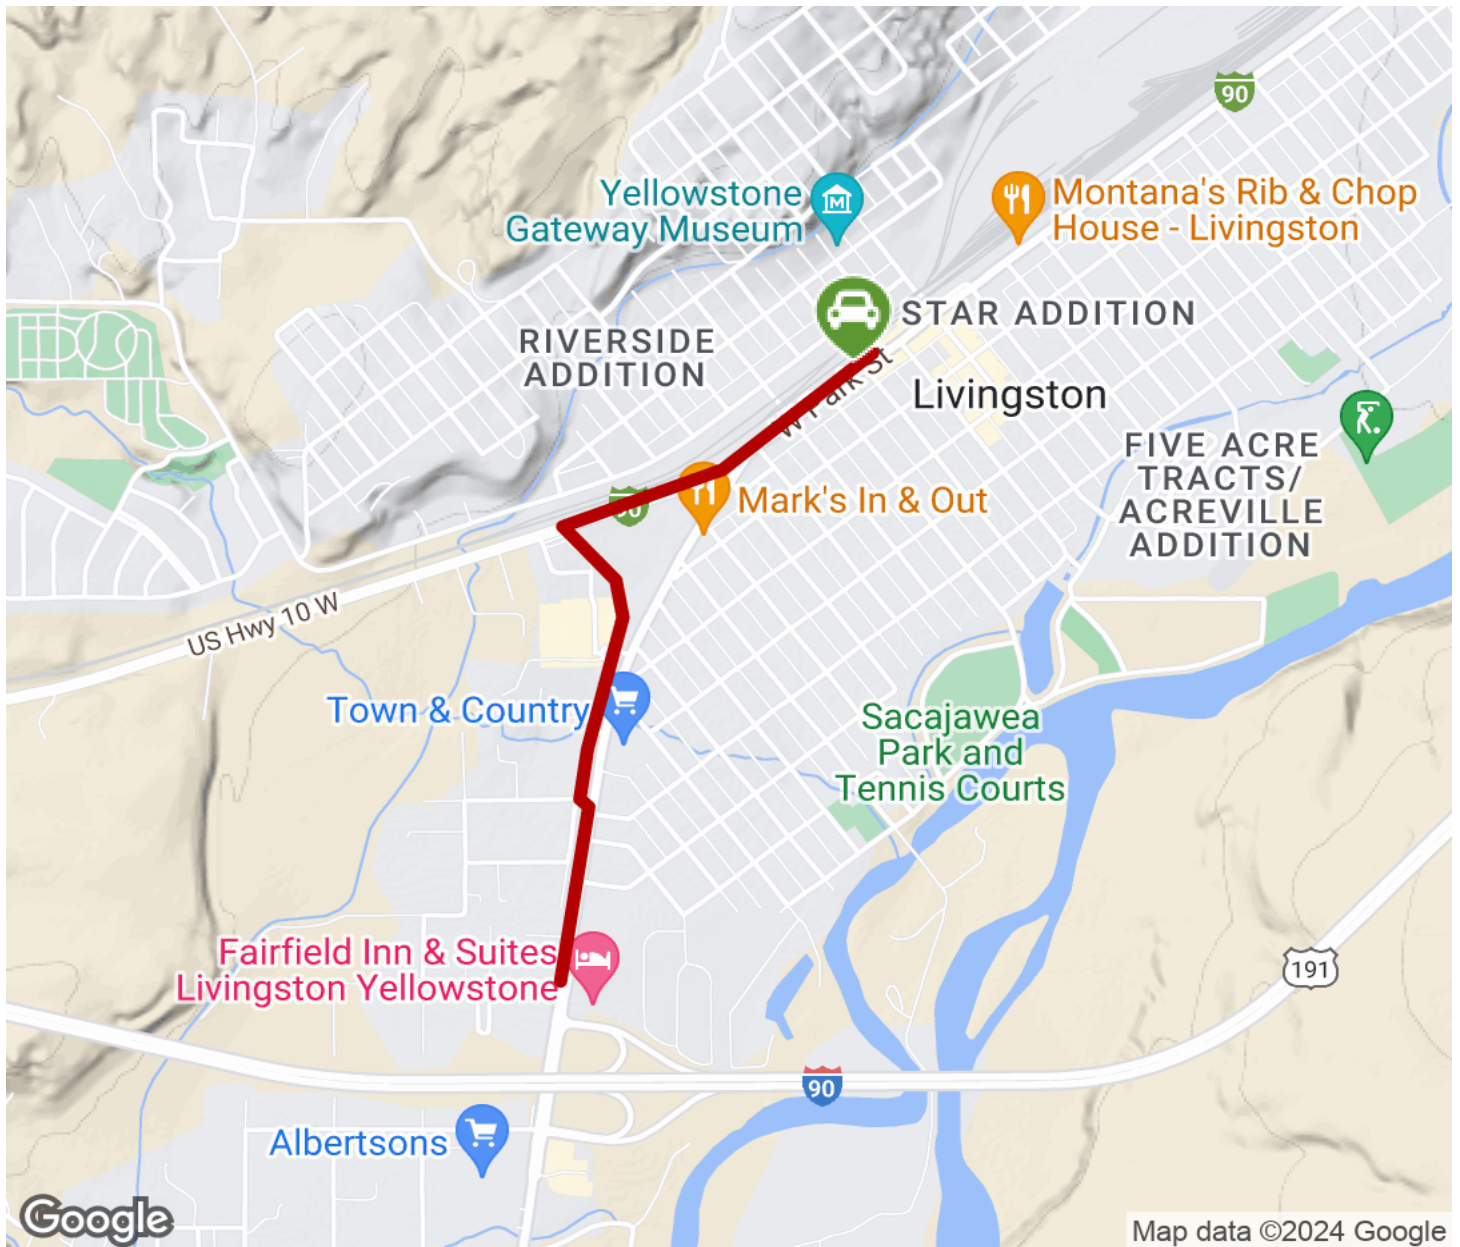 90
Yellowstone
Gateway Museum
Montana's Rib & Chop
House - Livingston
STAR ADDITION
RIVERSIDE
ADDITION
W Park St
Livingston
FIVE ACRE
TRACTS/
ACREVILLE
ADDITION
Mark's In & Out
US Hwy 10 W
Town & Country
Sacajawea
Park and
Tennis Courts
Fairfield Inn & Suites
Livingston Yellowstone
191
90
Albertsons
Google
Map data ©2024 Google